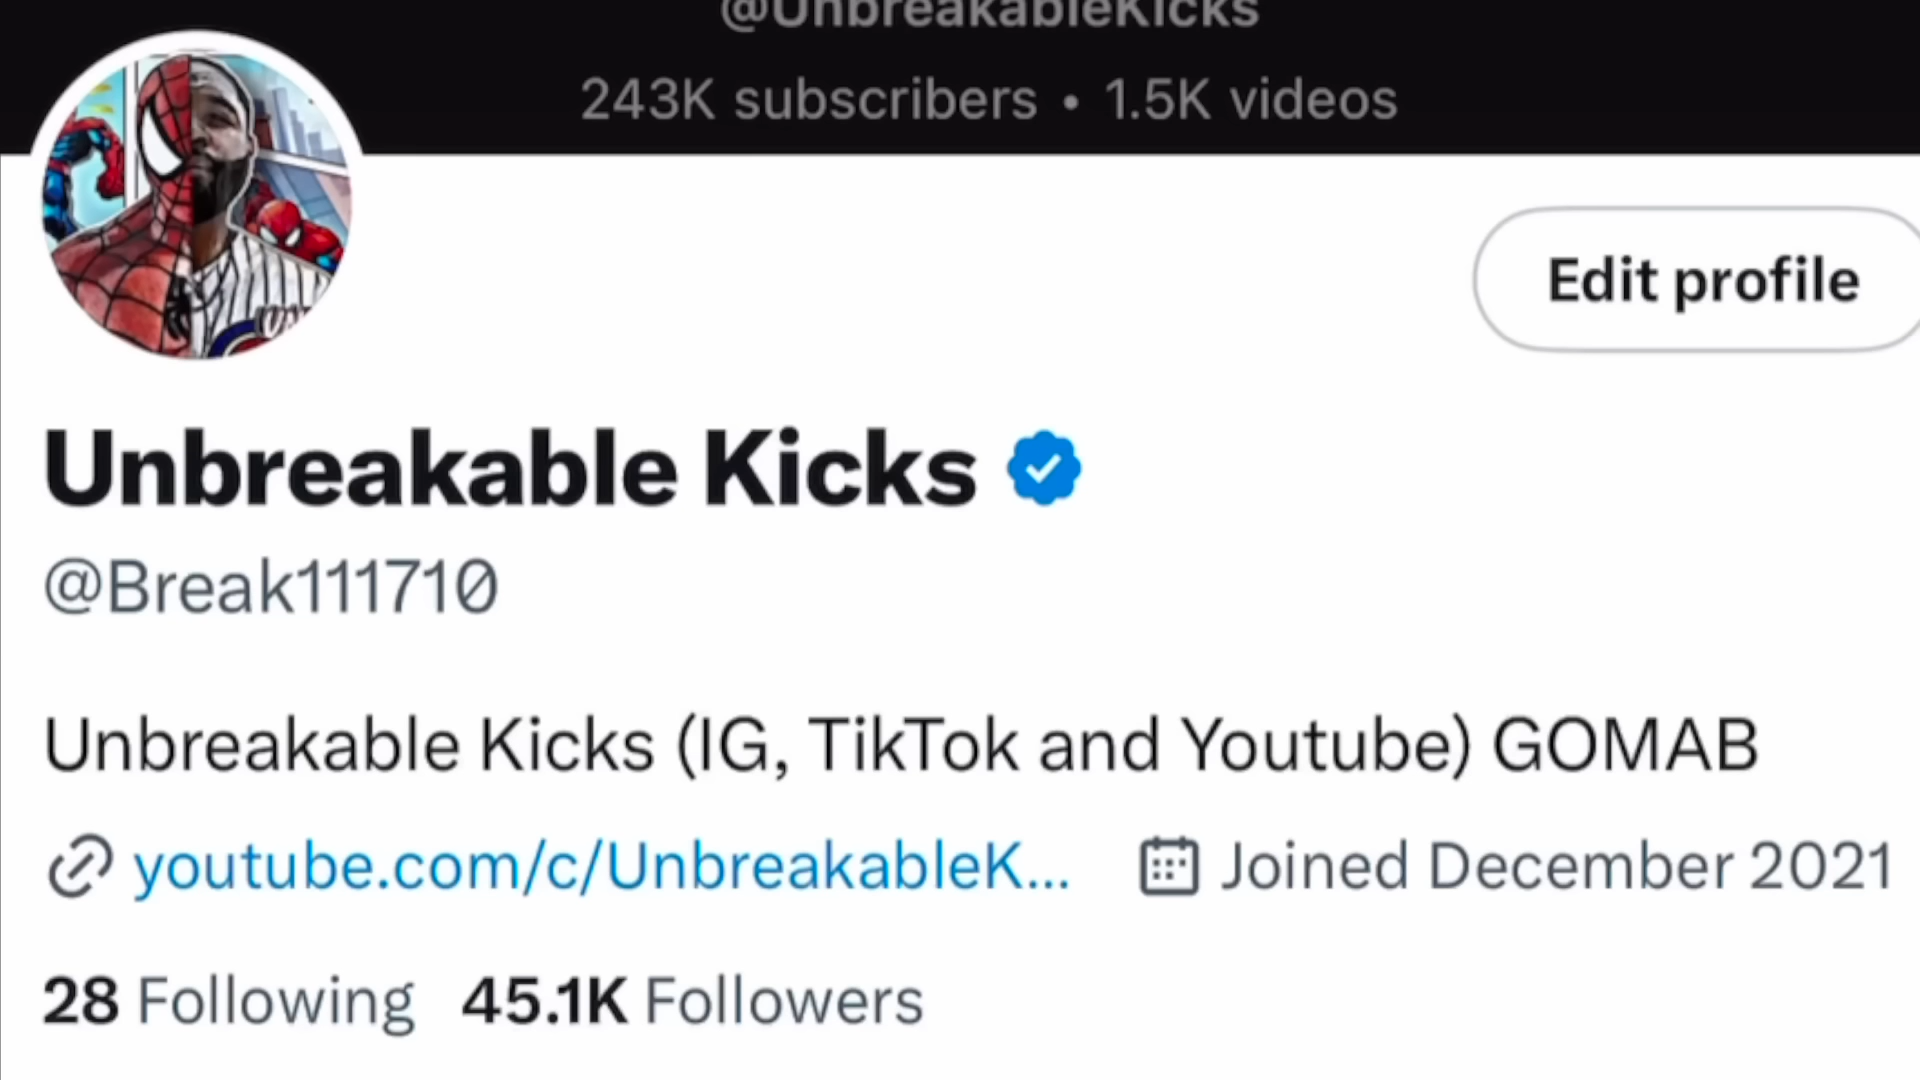 @UnbreakableKicks
243K subscribers • 1.5K videos
Edit profile
Unbreakable Kicks
@Break111710
Unbreakable Kicks (IG, TikTok and Youtube) GOMAB
youtube.com/c/UnbreakableK...
Joined December 2021
28 Following 45.1K Followers